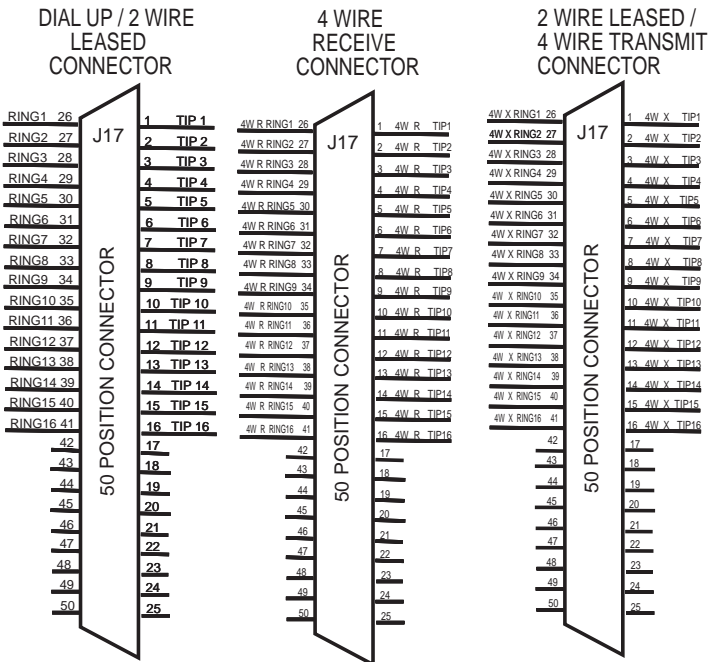 DIAL UP / 2 WIRE
LEASED
CONNECTOR
RING1 26
RING2 27
RING3 28
RING4 29
RING5 30
RING6 31
RING7 32
RING8 33
RING9 34
RING10 35
RING11 36
RING12 37
RING13 38
RING14 39
RING15 40
RING16 41
42
43
44
45
46
47
48
49
50
J17
50 POSITION CONNECTOR
1 TIP 1
2 TIP 2
3 TIP 3
4 TIP 4
5 TIP 5
6 TIP 6
7 TIP 7
8 TIP 8
9 TIP 9
10 TIP 10
11 TIP 11
12 TIP 12
13 TIP 13
14 TIP 14
15 TIP 15
16 TIP 16
17
18
19
20
21
22
23
24
25
4 WIRE
RECEIVE
CONNECTOR
4W R RING1 26
4W R RING2 27
4W R RING3 28
4W R RING4 29
4W R RING5 30
4W R RING6 31
4W R RING7 32
4W R RING8 33
4W R RING9 34
4W R RING10 35
4W R RING11 36
4W R RING12 37
4W R RING13 38
4W R RING14 39
4W R RING15 40
4W R RING16 41
42
43
44
45
46
47
48
49
50
J17
50 POSITION CONNECTOR
1 4W R TIP1
2 4W R TIP2
3 4W R TIP3
4 4W R TIP4
5 4W R TIP5
6 4W R TIP6
7 4W R TIP7
8 4W R TIP8
9 4W R TIP9
10 4W R TIP10
11 4W R TIP11
12 4W R TIP12
13 4W R TIP13
14 4W R TIP14
15 4W R TIP15
16 4W R TIP16
17
18
19
20
21
22
23
24
25
2 WIRE LEASED /
4 WIRE TRANSMIT
CONNECTOR
4W X RING1 26
4W X RING2 27
4W X RING3 28
4W X RING4 29
4W X RING5 30
4W X RING6 31
4W X RING7 32
4W X RING8 33
4W X RING9 34
4W X RING10 35
4W X RING11 36
4W X RING12 37
4W X RING13 38
4W X RING14 39
4W X RING15 40
4W X RING16 41
42
43
44
45
46
47
48
49
50
J17
50 POSITION CONNECTOR
1 4W X TIP1
2 4W X TIP2
3 4W X TIP3
4 4W X TIP4
5 4W X TIP5
6 4W X TIP6
7 4W X TIP7
8 4W X TIP8
9 4W X TIP9
10 4W X TIP10
11 4W X TIP11
12 4W X TIP12
13 4W X TIP13
14 4W X TIP14
15 4W X TIP15
16 4W X TIP16
17
18
19
20
21
22
23
24
25